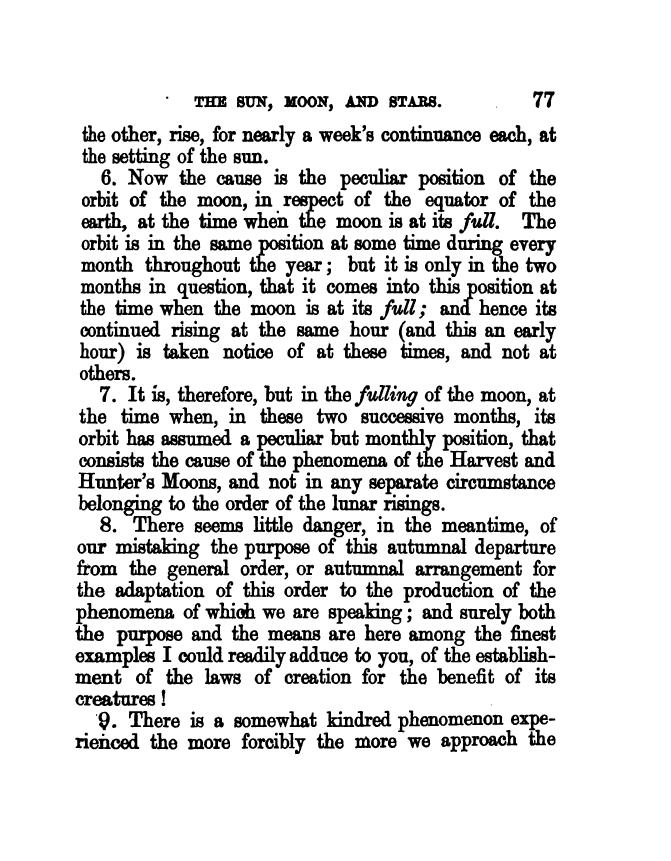 THE SUN, MOON, AND STARS. 77
the other, rise, for nearly a week's continuance each, at
the setting of the sun.
6. Now the cause is the peculiar position of the
orbit of the moon, in respect of the equator of the
earth, at the time when the moon is at its full. The
orbit is in the same position at some time during every
month throughout the year; but it is only in the two
months in question, that it comes into this position at
the time when the moon is at its full; and hence its
continued rising at the same hour (and this an early
hour) is taken notice of at these times, and not at
others.
7. It is, therefore, but in the fulling of the moon, at
the time when, in these two successive months, its
orbit has assumed a peculiar but monthly position, that
consists the cause of the phenomena of the Harvest and
Hunter's Moons, and not in any separate circumstance
belonging to the order of the lunar risings.
8. There seems little danger, in the meantime, of
our mistaking the purpose of this autumnal departure
from the general order, or autumnal arrangement for
the adaptation of this order to the production of the
phenomena of which we are speaking; and surely both
the purpose and the means are here among the finest
examples I could readily adduce to you, of the establish-
ment of the laws of creation for the benefit of its
creatures!
9. There is a somewhat kindred phenomenon expe-
rienced the more forcibly the more we approach the